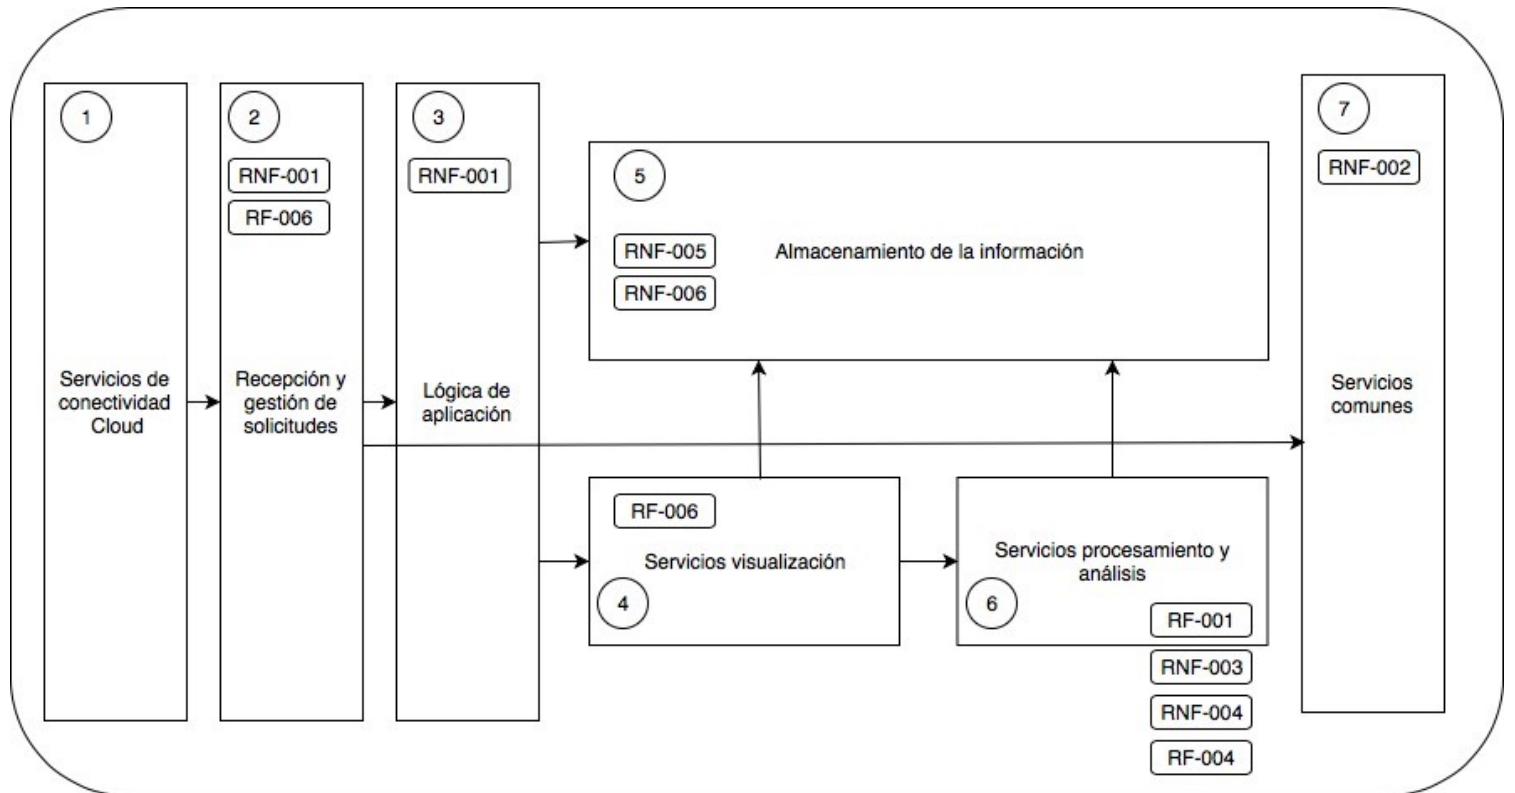 1
Servicios de
conectividad
Cloud
2
RNF-001
RF-006
Recepción y
gestión de
solicitudes
3
RNF-001
Lógica de
aplicación
5
RNF-005
RNF-006
Almacenamiento de la información
RF-006
Servicios visualización
4
Servicios procesamiento y
análisis
6
RF-001
RNF-003
RNF-004
RF-004
7
RNF-002
Servicios
comunes